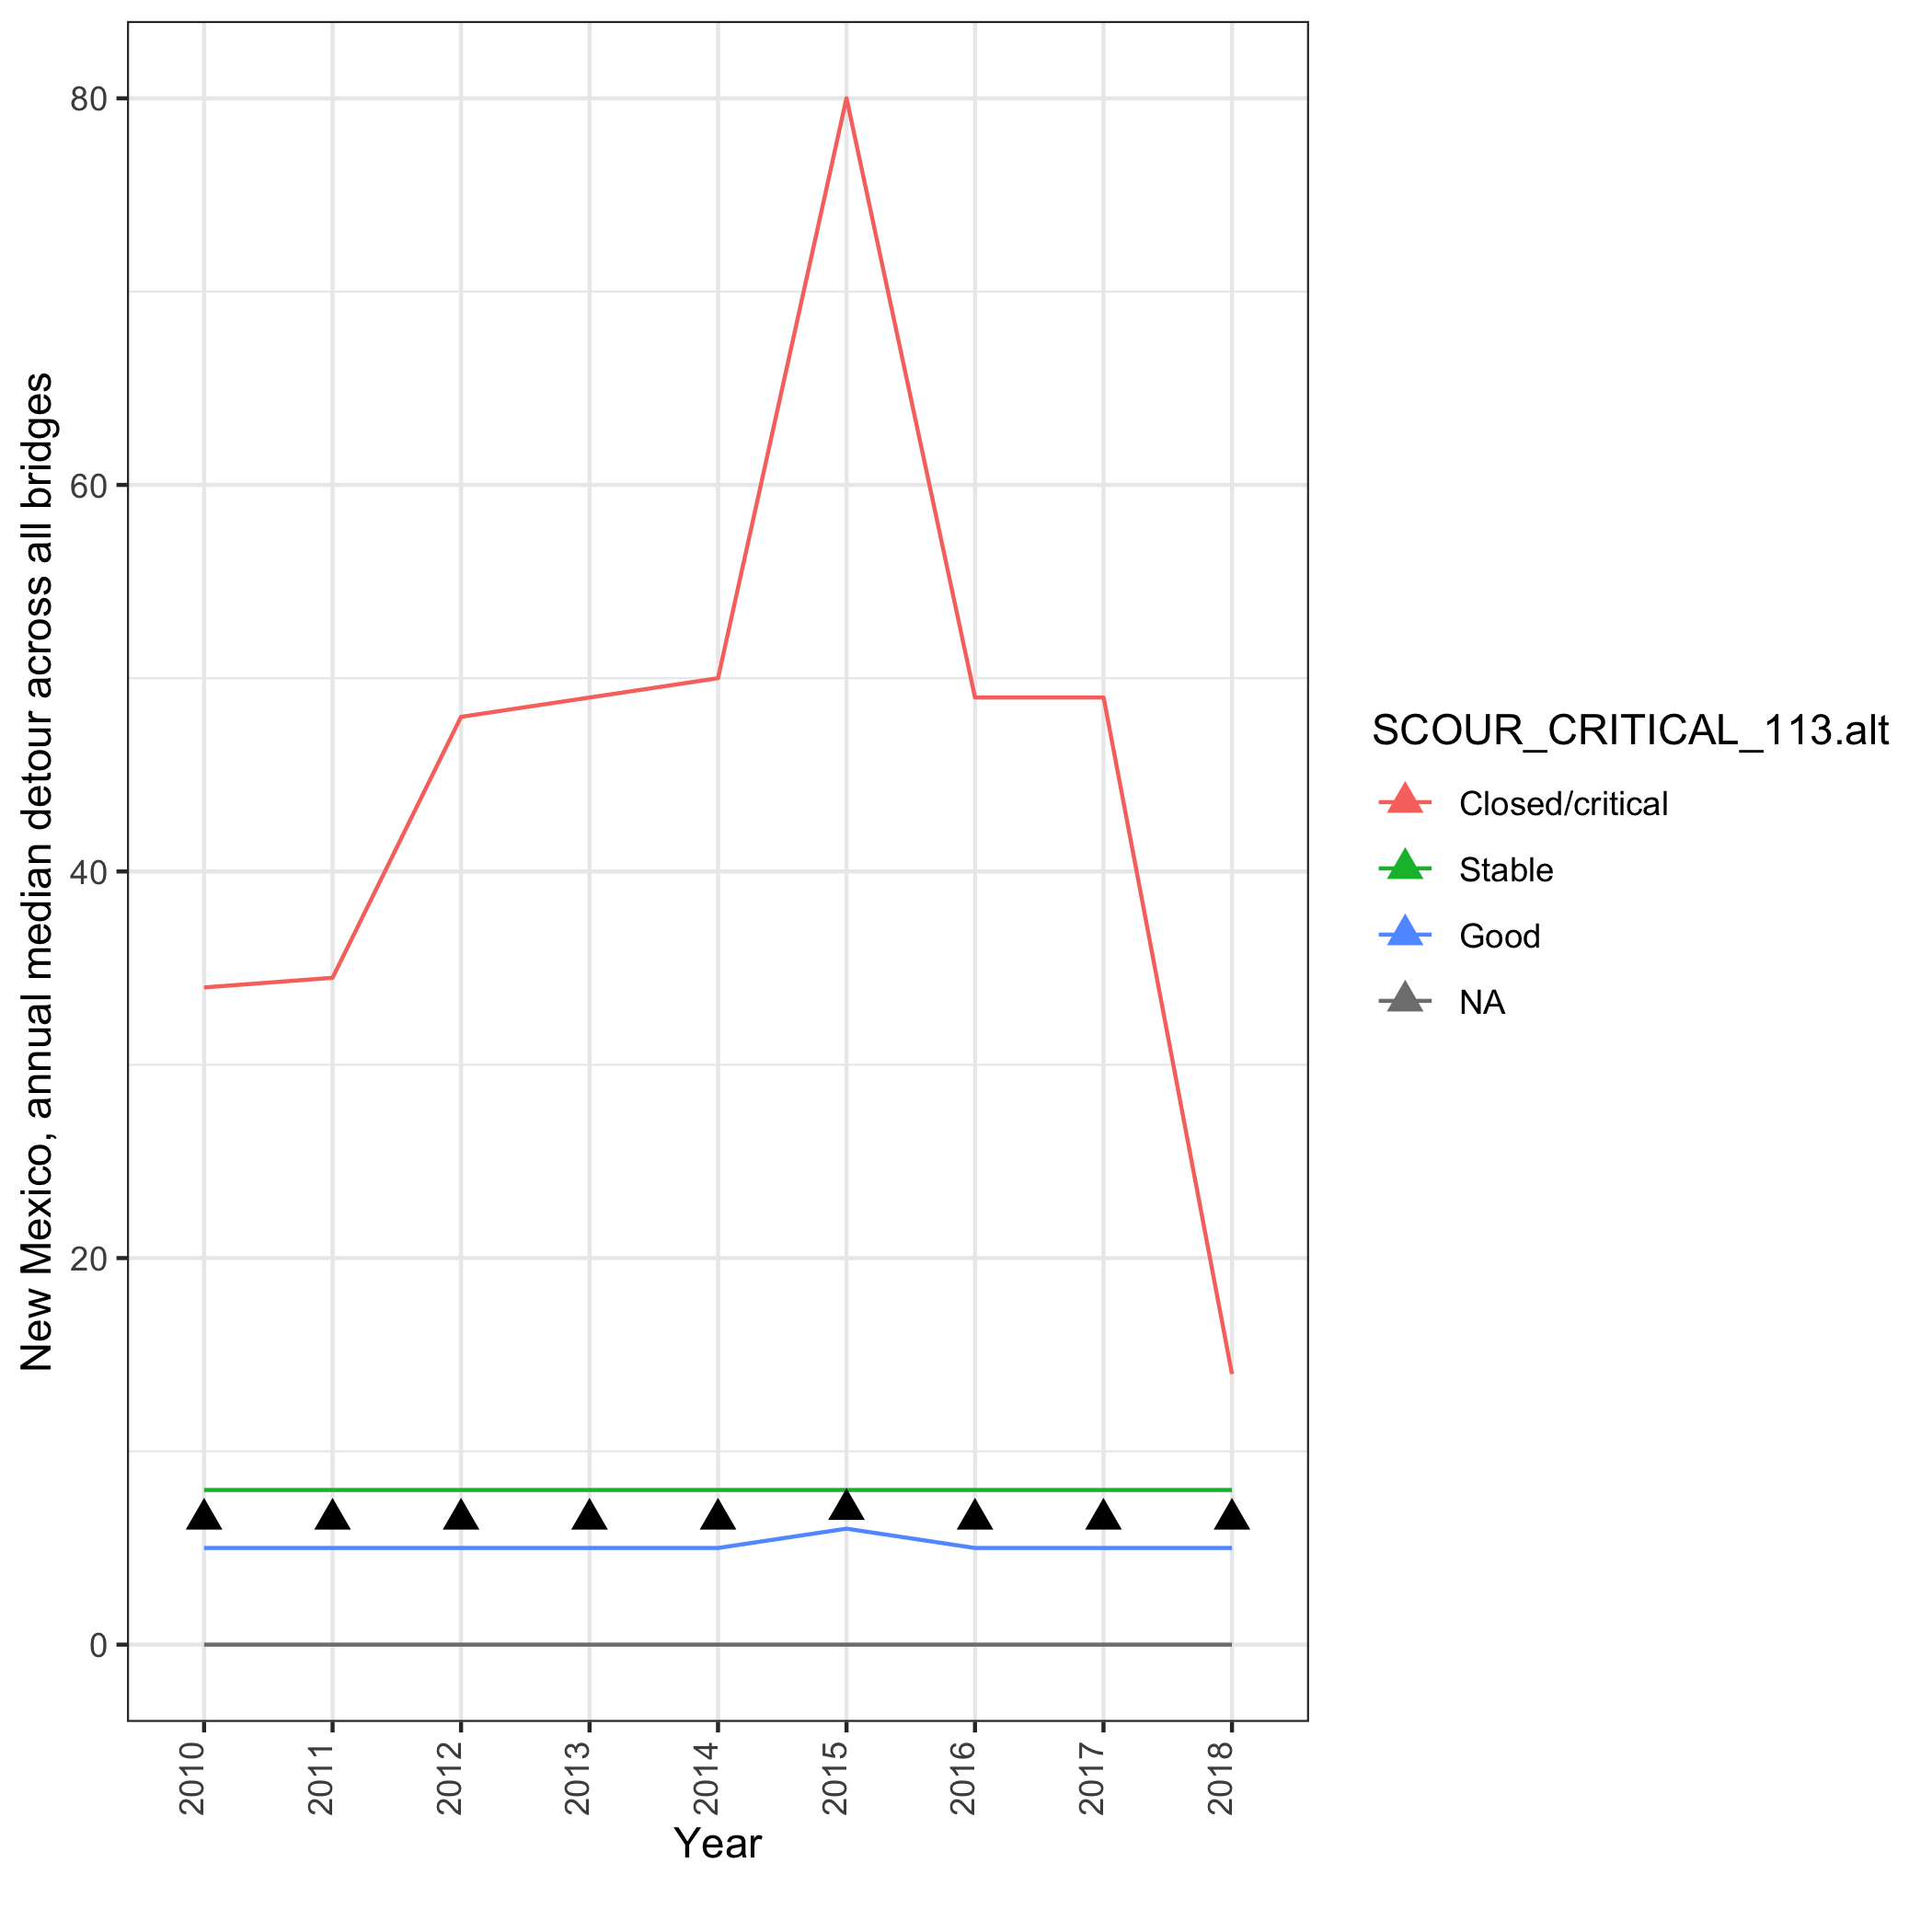 New Mexico, annual median detour across all bridges
80
60
40
20
0
2010
2011
2012
2013
2014
2015
2016
2017
2018
Year
SCOUR_CRITICAL_113.alt
Closed/critical
Stable
Good
NA